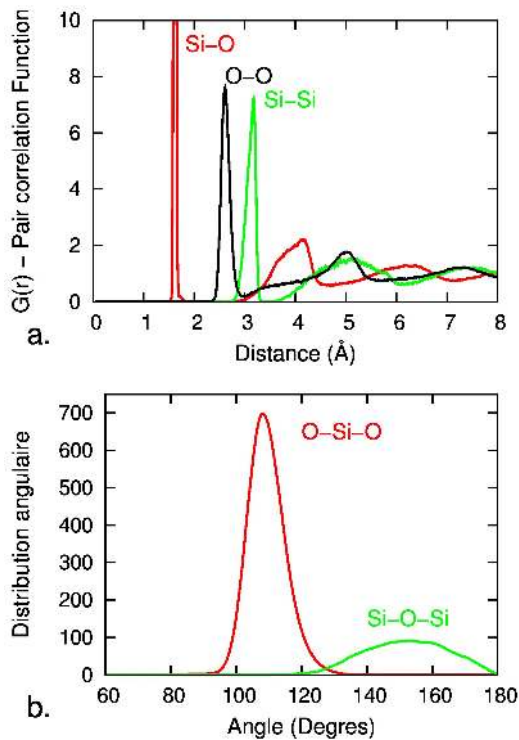 10
Si–O
O–O
Si–Si
8
6
4
2
0
G(r) – Pair correlation Function
0 1 2 3 4 5 6 7 8
Distance (Å)
a.
O–Si–O
Si–O–Si
700
600
500
400
300
200
100
0
Distribution angulaire
60 80 100 120 140 160 180
Angle (Degres)
b.